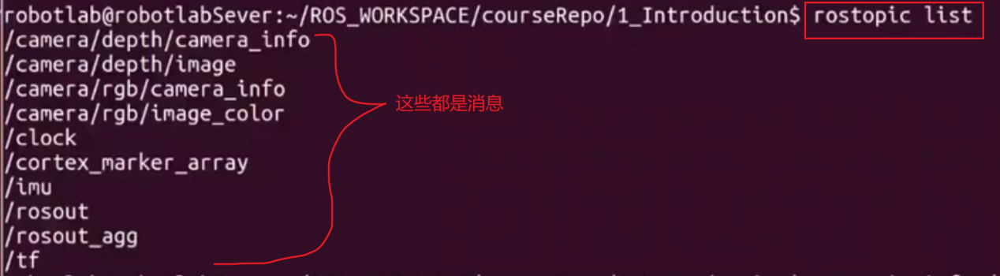 robotlab@robotlabSever:~/ROS_WORKSPACE/courseRepo/1_Introduction$ rostopic list
/camera/depth/camera_info
/camera/depth/image
/camera/rgb/camera_info
这些都是消息
/camera/rgb/image_color
/clock
/cortex_marker_array
/imu
/rosout
/rosout_agg
/tf